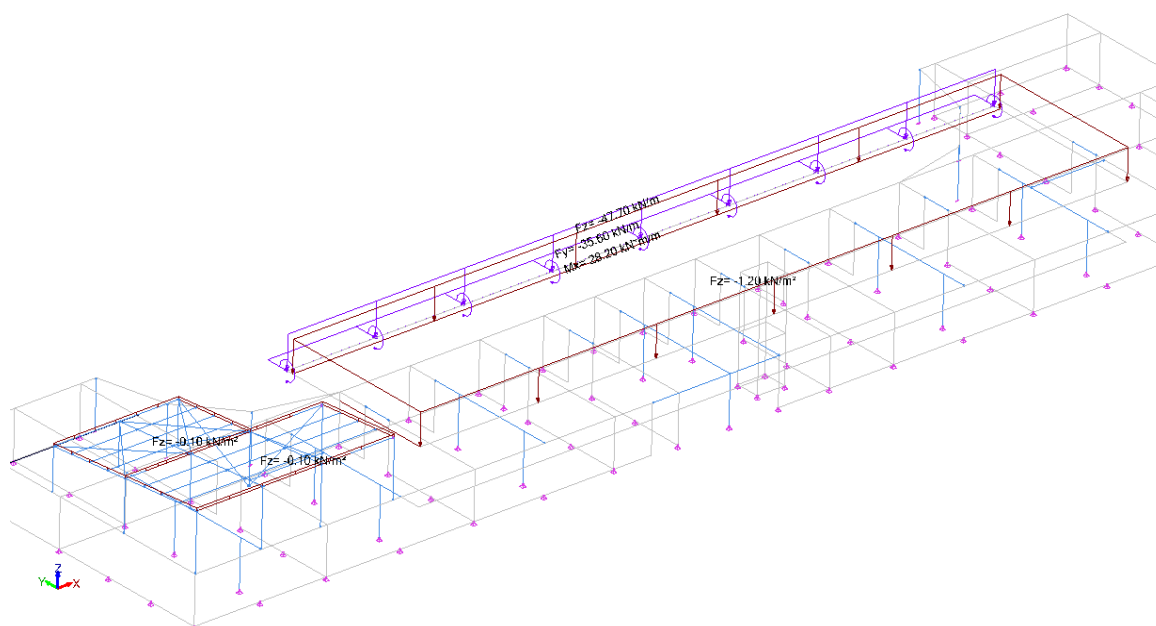 Fz= -47.70 kN/m
Fy= -35.60 kN/m
Mx= 28.20 kN*m/m
Fz= -1.20 kN/m²
Fz= -0.10 kN/m²
Fz= -0.10 kN/m²
Z
Y
X